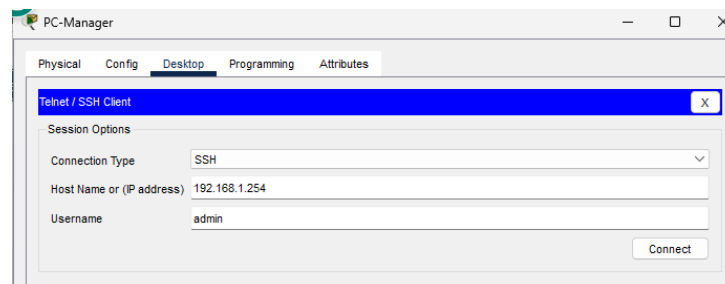 PC-Manager
Physical Config Desktop Programming Attributes
Telnet / SSH Client X
Session Options
Connection Type SSH
Host Name or (IP address) 192.168.1.254
Username admin
Connect